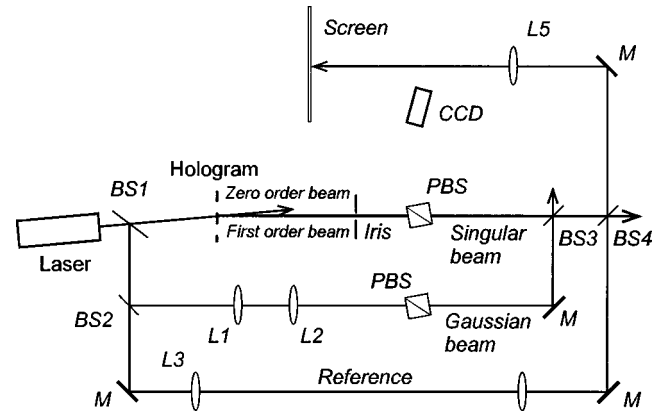 Screen
L5
M
CCD
Hologram
BS1
Zero order beam
PBS
First order beam
Iris
Singular
beam
BS3
BS4
Laser
BS2
L1
L2
PBS
Gaussian
beam
M
L3
Reference
M
M